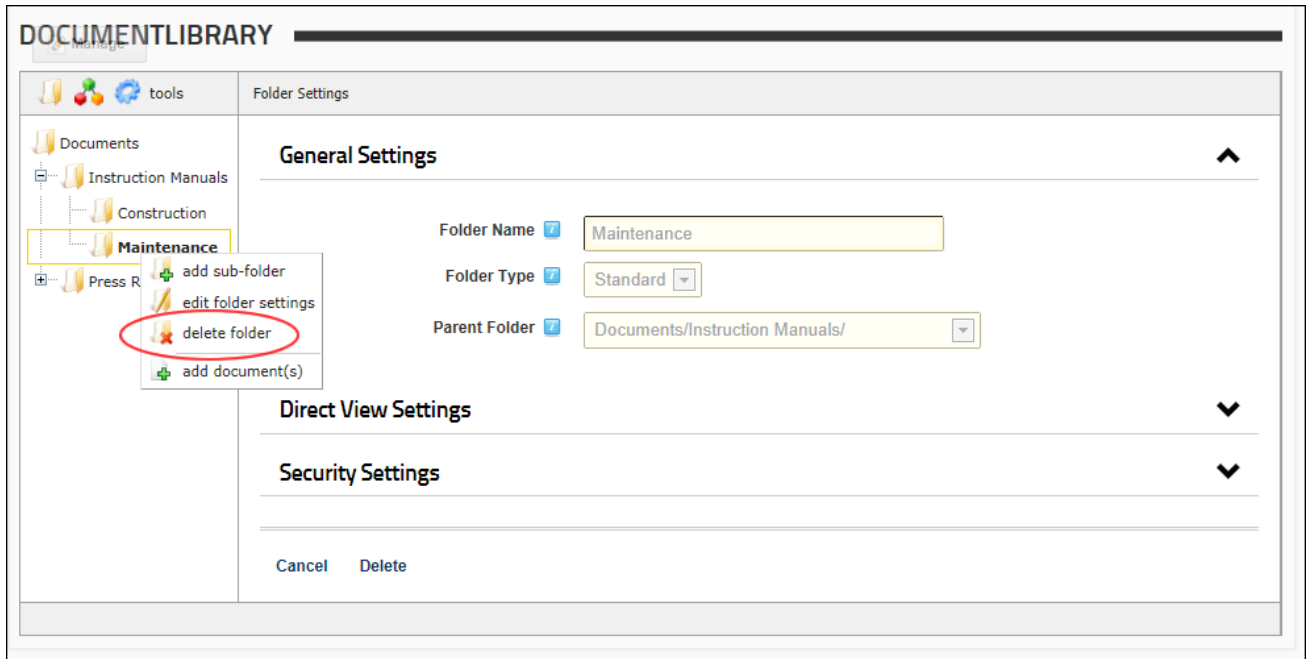 DOCUMENTLIBRARY
Manage
tools
Folder Settings
Documents
Instruction Manuals
Construction
Maintenance
Press R
add sub-folder
edit folder settings
delete folder
add document(s)
General Settings
Folder Name
Maintenance
Folder Type
Standard
Parent Folder
Documents/Instruction Manuals/
Direct View Settings
Security Settings
Cancel Delete